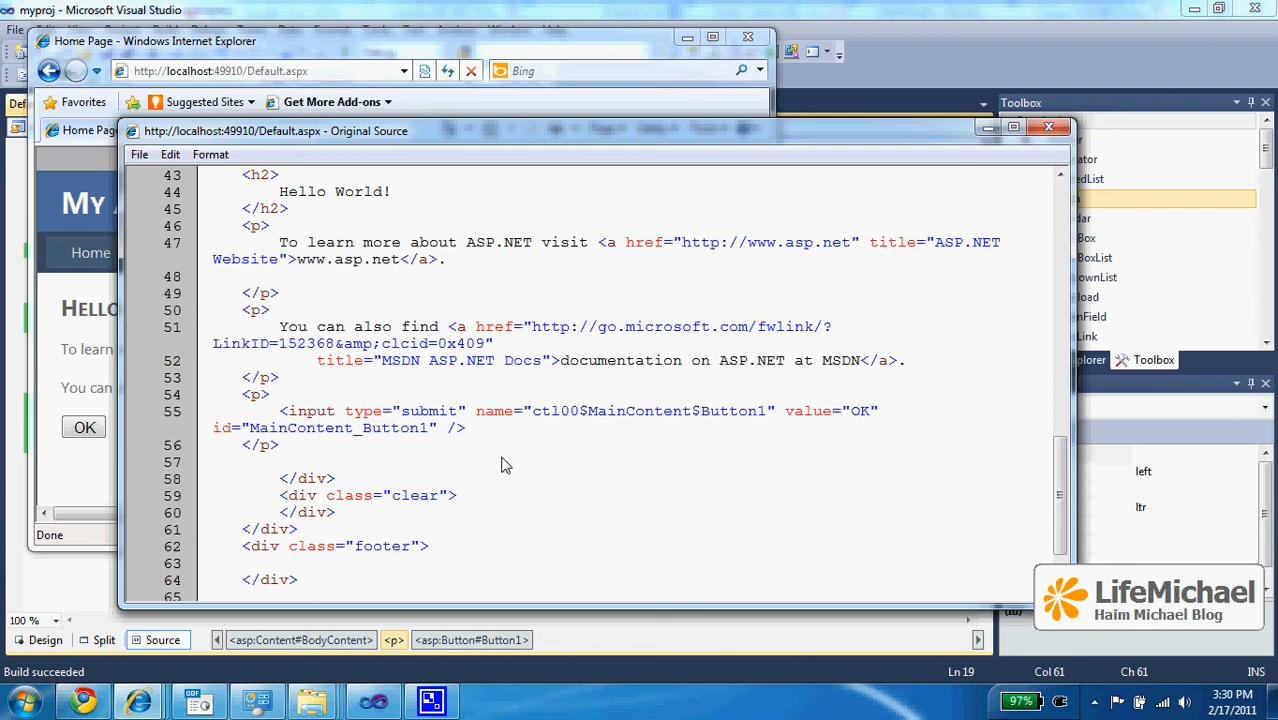 myproj - Microsoft Visual Studio
File
Home Page - Windows Internet Explorer
http://localhost:49910/Default.aspx
Bing
Favorites
Suggested Sites
Get More Add-ons
Toolbox
Home Pag
http://localhost:49910/Default.aspx - Original Source
File Edit Format
43 <h2>
44 Hello World!
45 </h2>
46 <p>
47 To learn more about ASP.NET visit <a href="http://www.asp.net" title="ASP.NET
Website">www.asp.net</a>.
48
49 </p>
50 <p>
51 You can also find <a href="http://go.microsoft.com/fwlink/?
LinkID=152368&amp;clcid=0x409"
52 title="MSDN ASP.NET Docs">documentation on ASP.NET at MSDN</a>.
53 </p>
54 <p>
55 <input type="submit" name="ctl00$MainContent$Button1" value="OK"
id="MainContent_Button1" />
56 </p>
57
58 </div>
59 <div class="clear">
60 </div>
61 </div>
62 <div class="footer">
63
64 </div>
65
My A
Home
Hello
To learn
You can
OK
Done
Toolbox
left
ltr
LifeMichael
Haim Michael Blog
100 %
Design Split Source
<asp:Content#BodyContent> <p> <asp:Button#Button1>
Build succeeded
Ln 19 Col 61 Ch 61 INS
97%
3:30 PM
2/17/2011